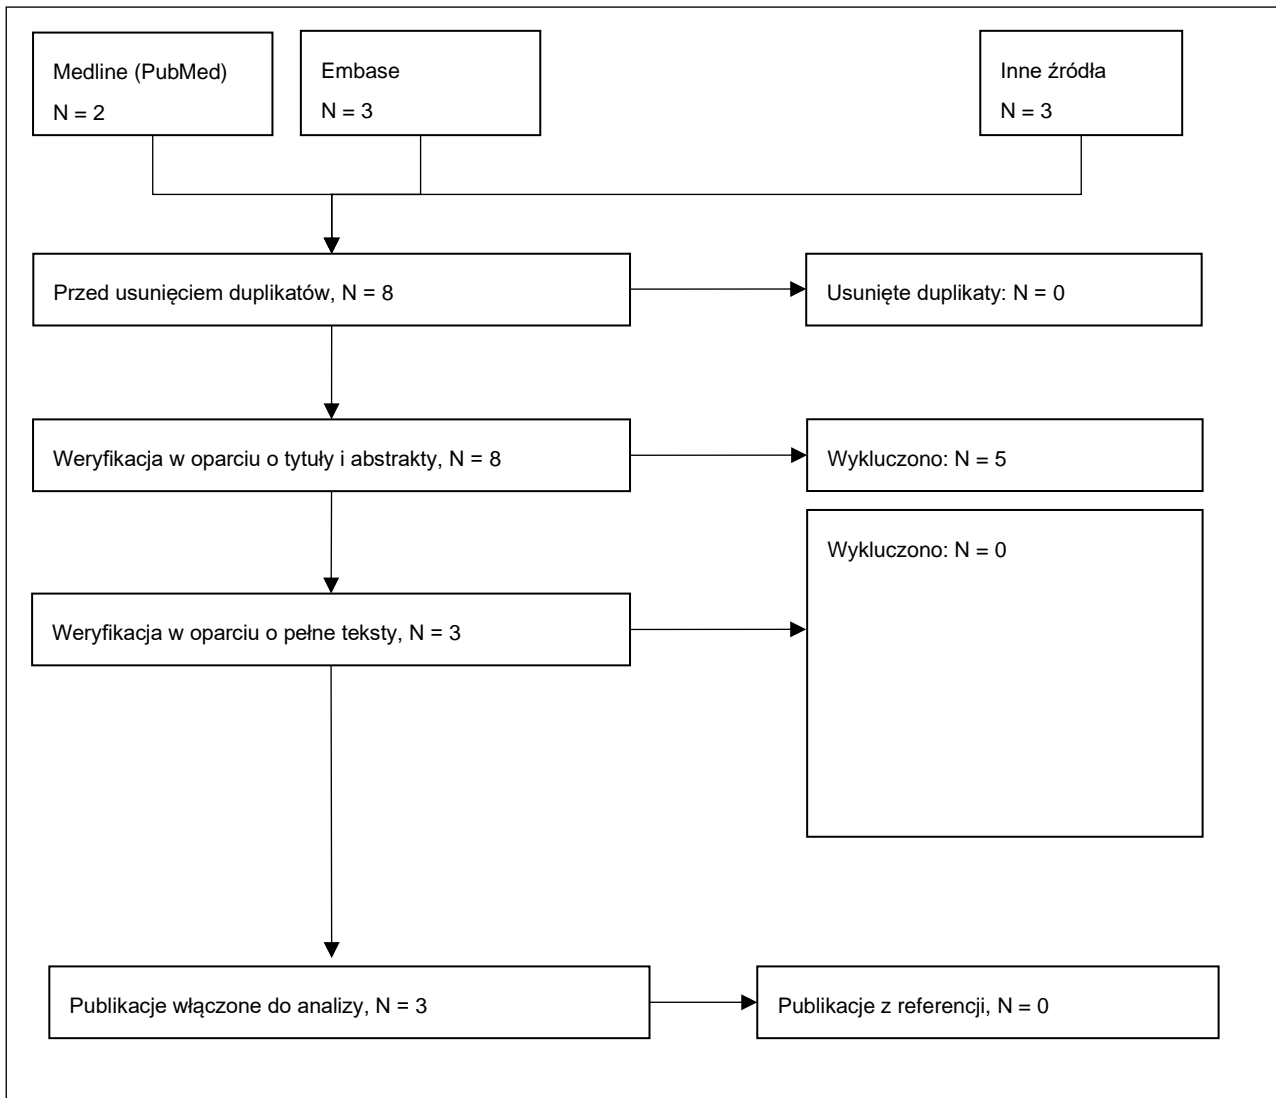 Medline (PubMed)
N = 2
Embase
N = 3
Inne źródła
N = 3
Przed usunięciem duplikatów, N = 8
Usunięte duplikaty: N = 0
Weryfikacja w oparciu o tytuły i abstrakty, N = 8
Wykluczono: N = 5
Wykluczono: N = 0
Weryfikacja w oparciu o pełne teksty, N = 3
Publikacje włączone do analizy, N = 3
Publikacje z referencji, N = 0